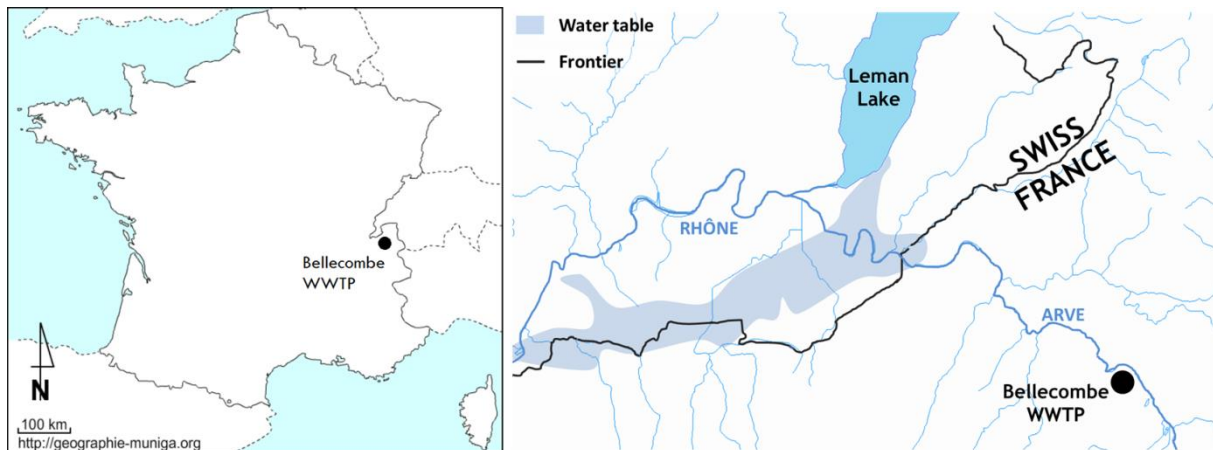 Bellecombe
WWTP
N
100 km
http://geographie-muniga.org
Water table
Frontier
Leman
Lake
SWISS
FRANCE
RHÔNE
ARVE
Bellecombe
WWTP